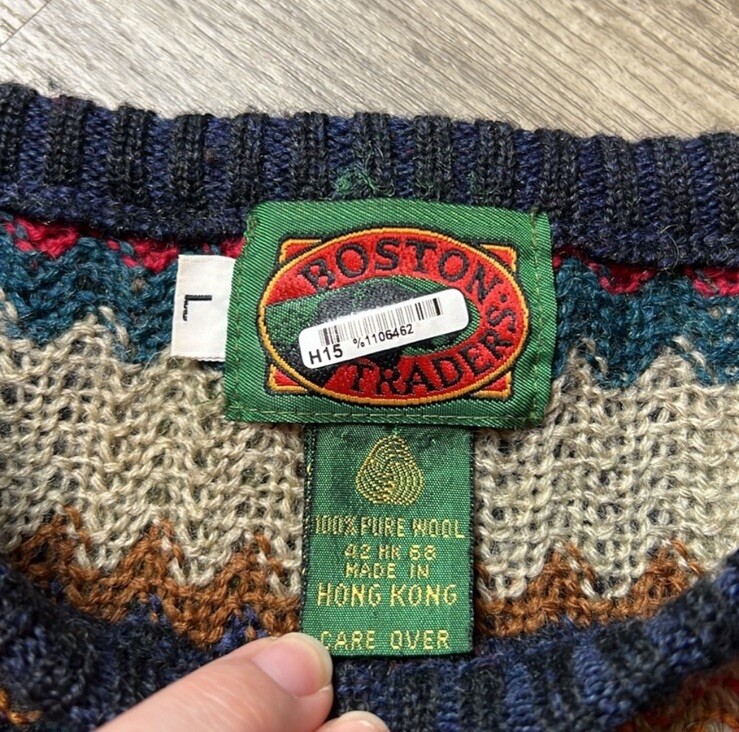 BOSTON
TRADERS
L
H15 %1106462
100% PURE WOOL
42 HK 68
MADE IN
HONG KONG
CARE OVER